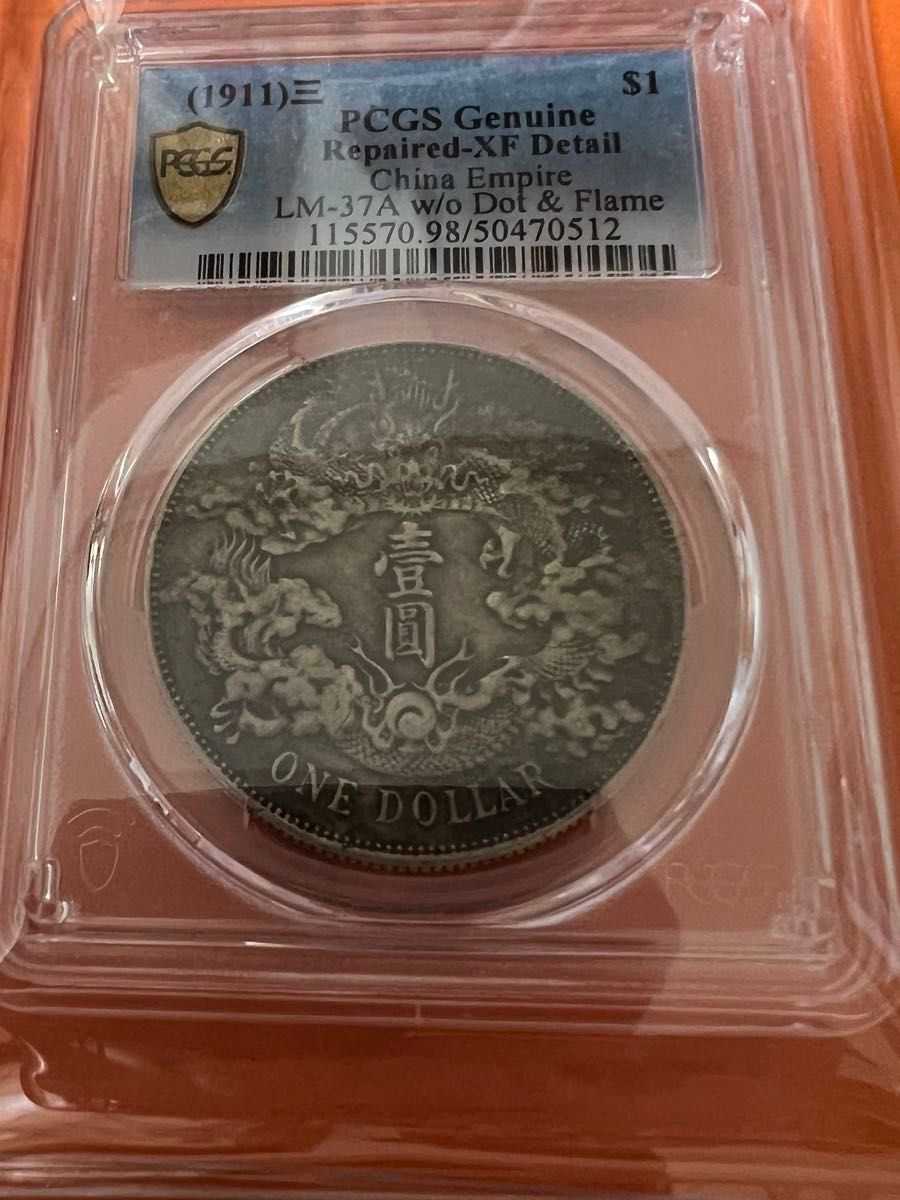 (1911)三 $1
PCGS Genuine
PCGS
Repaired-XF Detail
China Empire
LM-37A w/o Dot & Flame
115570.98/50470512
壹
圓
ONE DOLLAR
PCGS